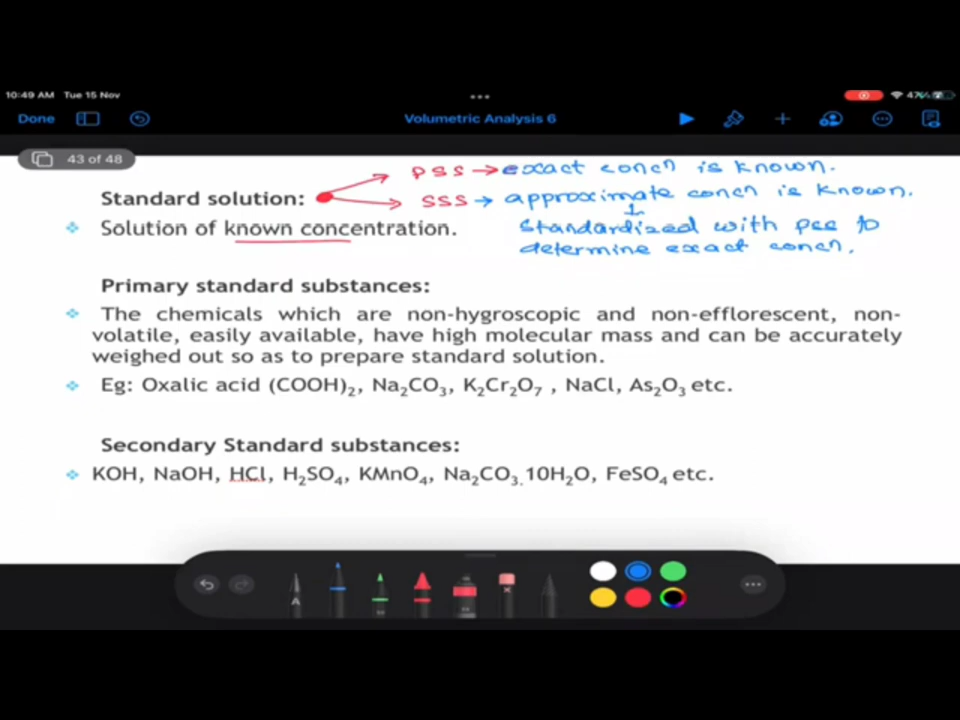 10:49 AM Tue 15 Nov
47%
Done
Volumetric Analysis 6
43 of 48
PSS → exact concn is known.
Standard solution:
SSS → approximate concn is known.
Solution of known concentration.
Standardized with pss to
determine exact concn.
Primary standard substances:
The chemicals which are non-hygroscopic and non-efflorescent, non-
volatile, easily available, have high molecular mass and can be accurately
weighed out so as to prepare standard solution.
Eg: Oxalic acid (COOH)₂, Na₂CO₃, K₂Cr₂O₇ , NaCl, As₂O₃ etc.
Secondary Standard substances:
KOH, NaOH, HCl, H₂SO₄, KMnO₄, Na₂CO₃.10H₂O, FeSO₄ etc.
A